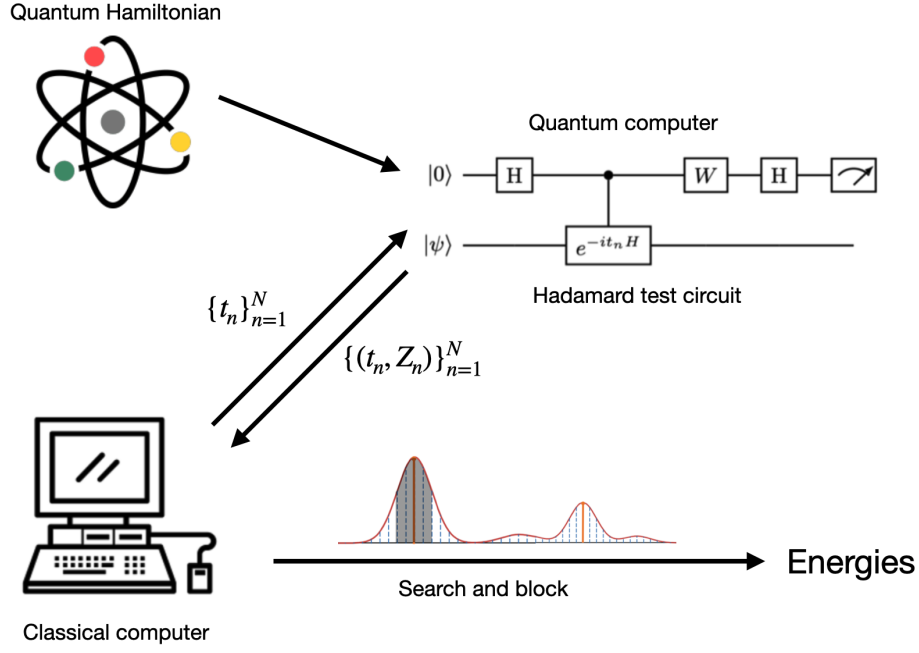 Quantum Hamiltonian
Quantum computer
|0⟩ H W H
|ψ⟩ e^{-it_nH}
Hadamard test circuit
{t_n}_{n=1}^N
{(t_n, Z_n)}_{n=1}^N
Energies
Search and block
Classical computer